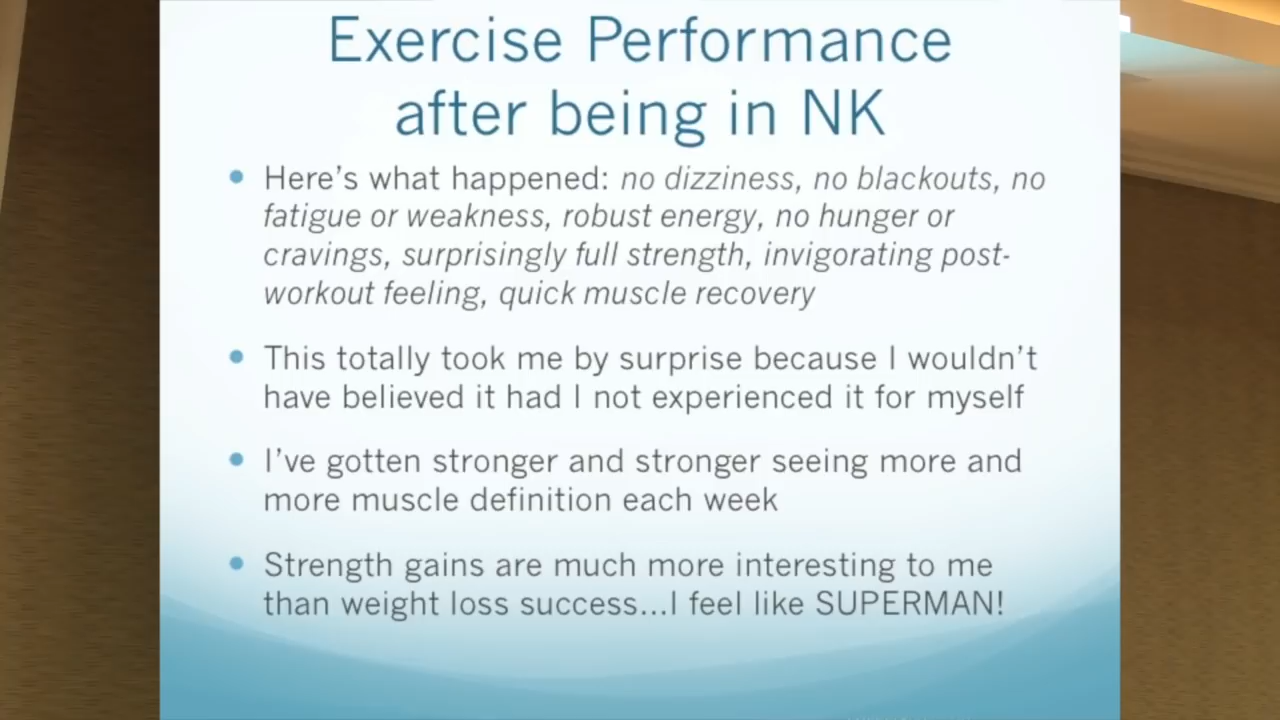 Exercise Performance
after being in NK
• Here’s what happened: no dizziness, no blackouts, no
fatigue or weakness, robust energy, no hunger or
cravings, surprisingly full strength, invigorating post-
workout feeling, quick muscle recovery
• This totally took me by surprise because I wouldn’t
have believed it had I not experienced it for myself
• I’ve gotten stronger and stronger seeing more and
more muscle definition each week
• Strength gains are much more interesting to me
than weight loss success...I feel like SUPERMAN!